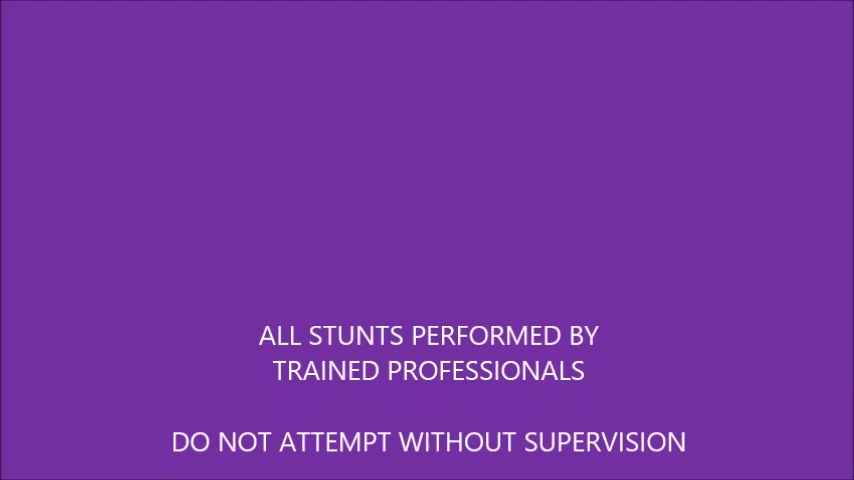 ALL STUNTS PERFORMED BY
TRAINED PROFESSIONALS
DO NOT ATTEMPT WITHOUT SUPERVISION